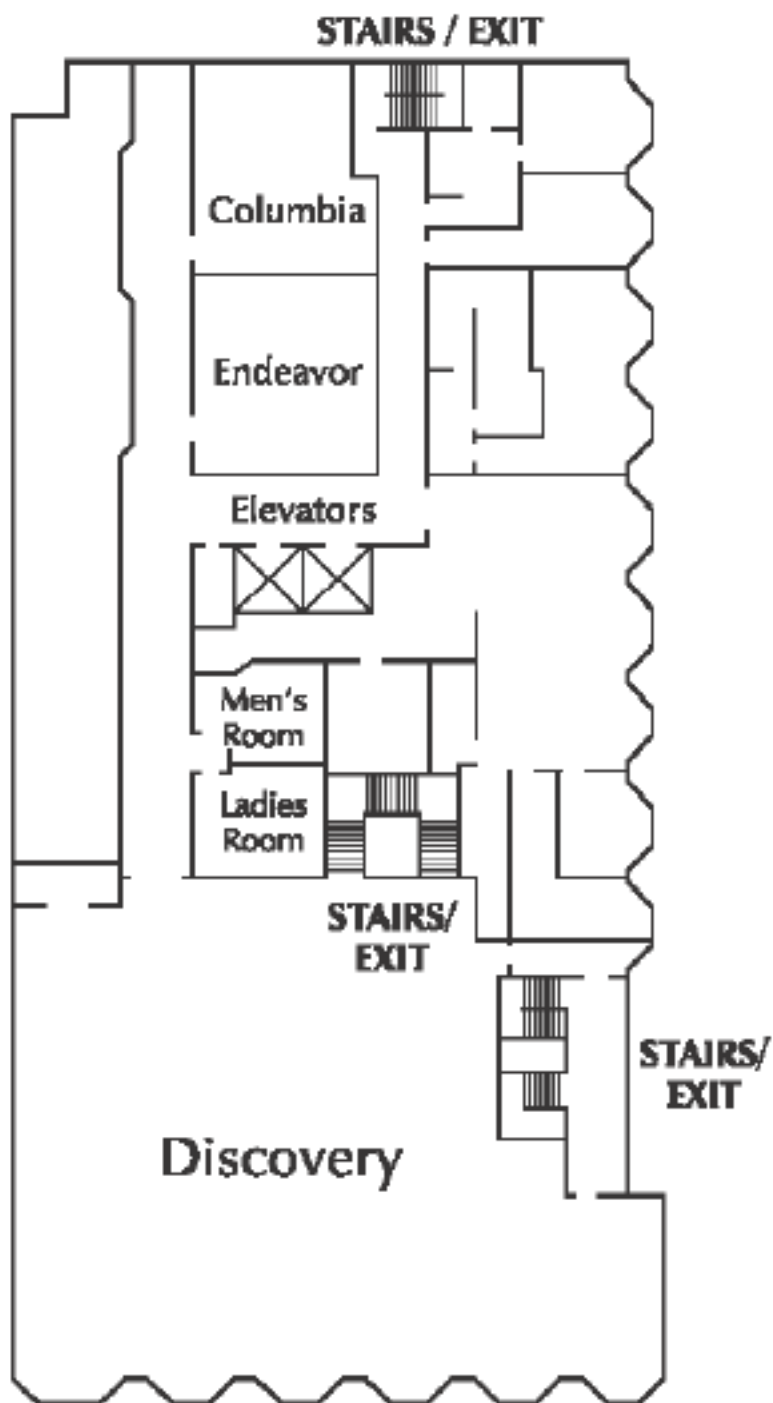 STAIRS / EXIT
Columbia
Endeavor
Elevators
Men's
Room
Ladies
Room
STAIRS/
EXIT
STAIRS/
EXIT
Discovery